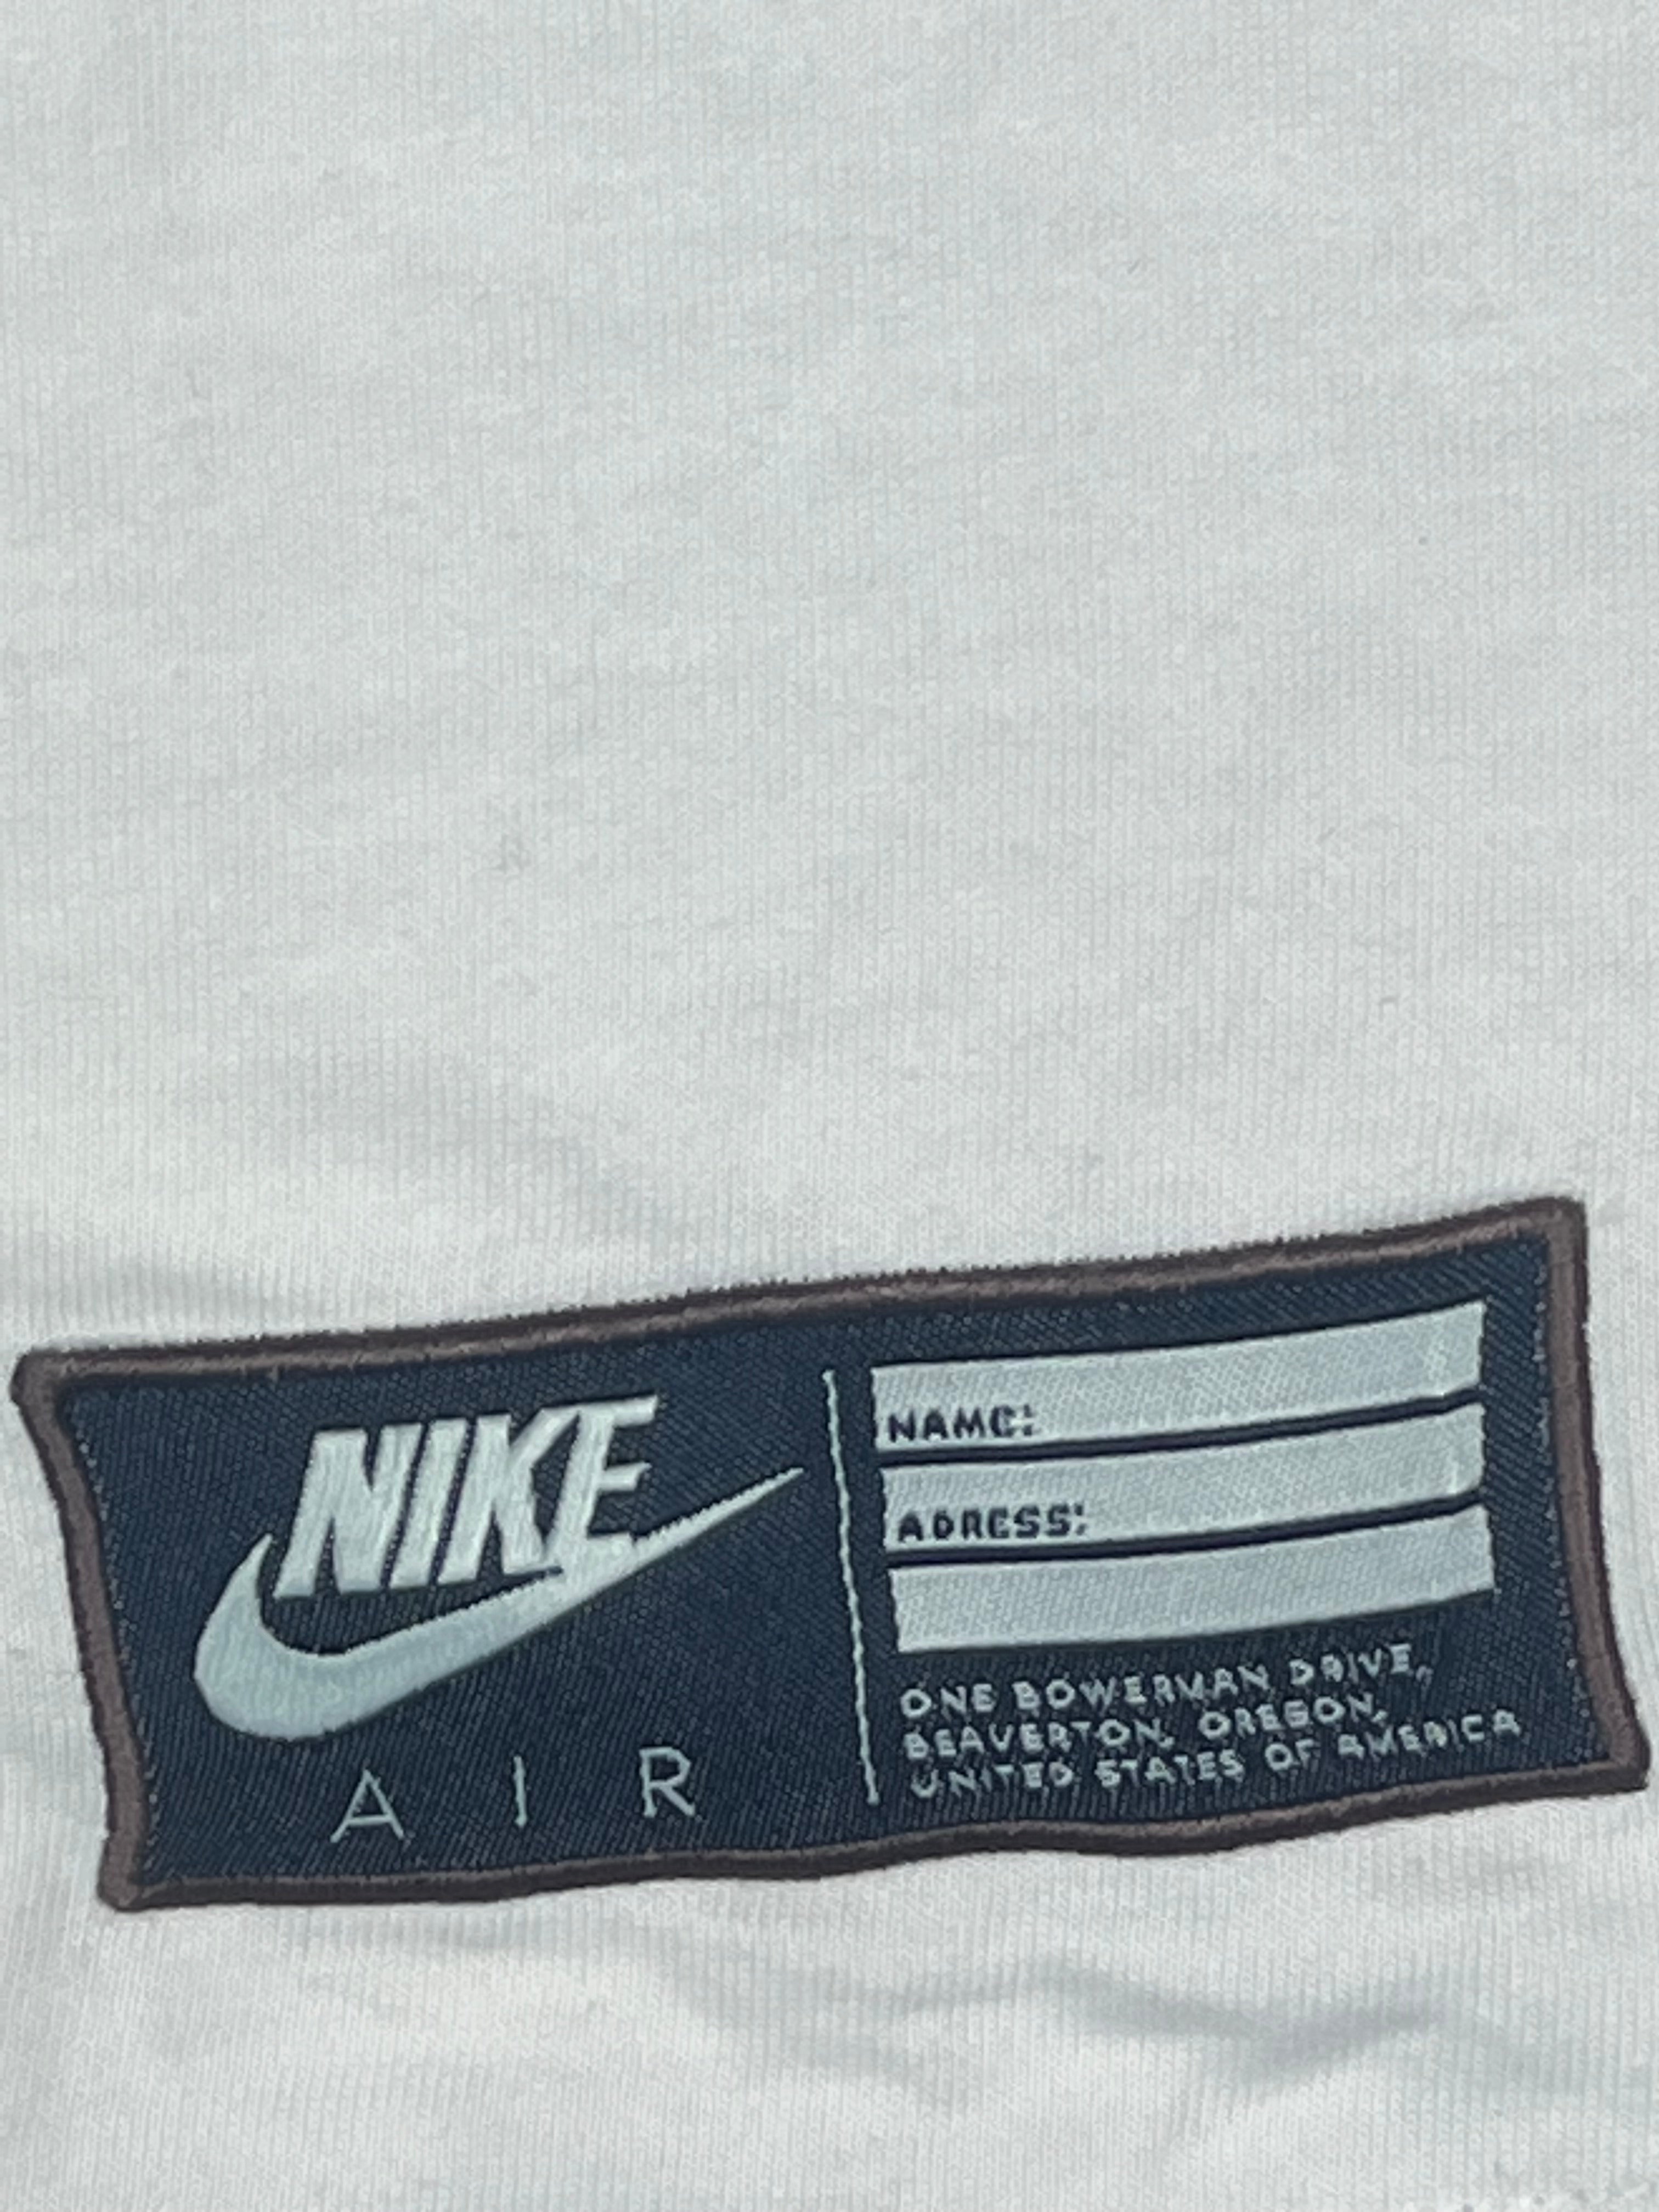 NIKE
AIR
NAME:
ADRESS:
ONE BOWERMAN DRIVE,
BEAVERTON, OREGON,
UNITED STATES OF AMERICA